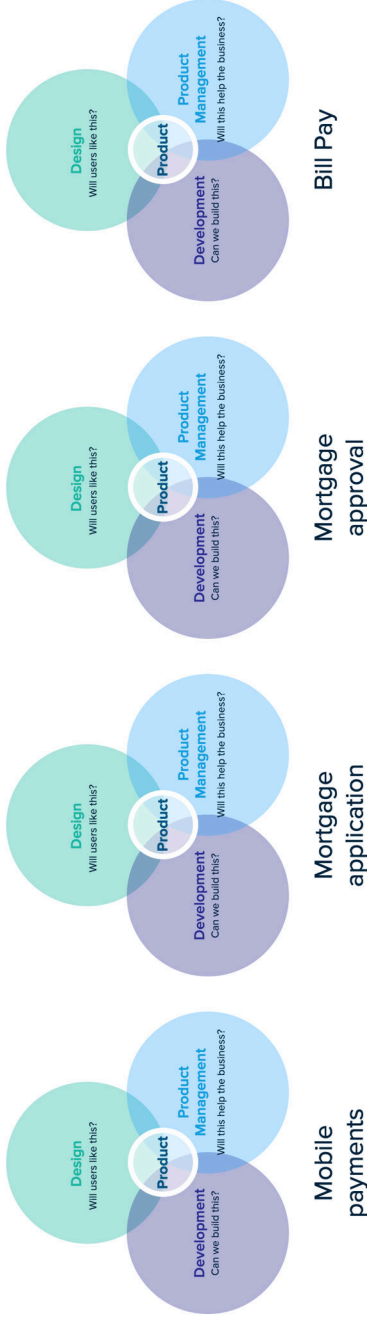 Design
Will users like this?
Product
Development
Can we build this?
Product
Management
Will this help the business?
Mobile
payments
Design
Will users like this?
Product
Development
Can we build this?
Product
Management
Will this help the business?
Mortgage
application
Design
Will users like this?
Product
Development
Can we build this?
Product
Management
Will this help the business?
Mortgage
approval
Design
Will users like this?
Product
Development
Can we build this?
Product
Management
Will this help the business?
Bill Pay